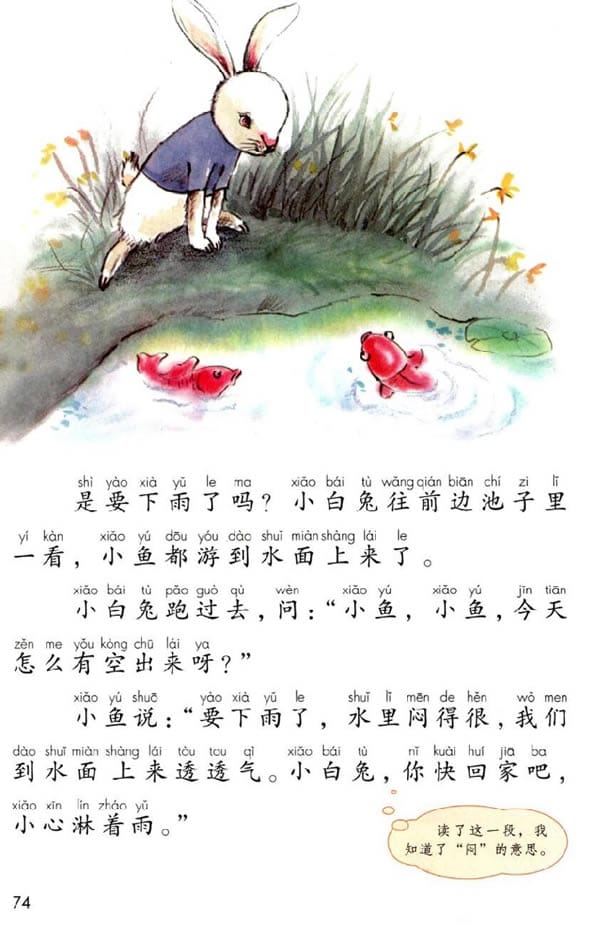 shì yào xià yǔ le ma xiǎo bái tù wǎng qián biān chí zi lǐ
是要下雨了吗？小白兔往前边池子里
yí kàn xiǎo yú dōu yóu dào shuǐ miàn shàng lái le
一看，小鱼都游到水面上来了。
xiǎo bái tù pǎo guò qù wèn xiǎo yú xiǎo yú jīn tiān
小白兔跑过去，问：“小鱼，小鱼，今天
zěn me yǒu kòng chū lái ya
怎么有空出来呀？”
xiǎo yú shuō yào xià yǔ le shuǐ lǐ mēn de hěn wǒ men
小鱼说：“要下雨了，水里闷得很，我们
dào shuǐ miàn shàng lái tòu tou qì xiǎo bái tù nǐ kuài huí jiā ba
到水面上来透透气。小白兔，你快回家吧，
xiǎo xīn lín zháo yǔ
小心淋着雨。”
读了这一段，我
知道了“闷”的意思。
74